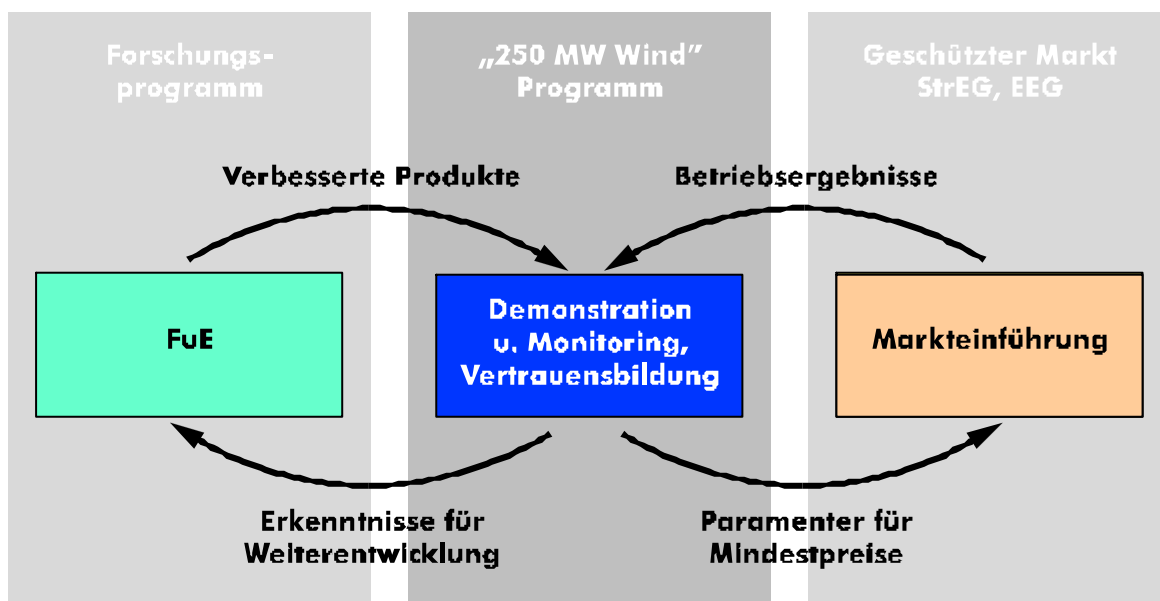 Forschungs-
programm
„250 MW Wind”
Programm
Geschützter Markt
StrEG, EEG
Verbesserte Produkte
Betriebsergebnisse
FuE
Demonstration
u. Monitoring,
Vertrauensbildung
Markteinführung
Erkenntnisse für
Weiterentwicklung
Paramenter für
Mindestpreise